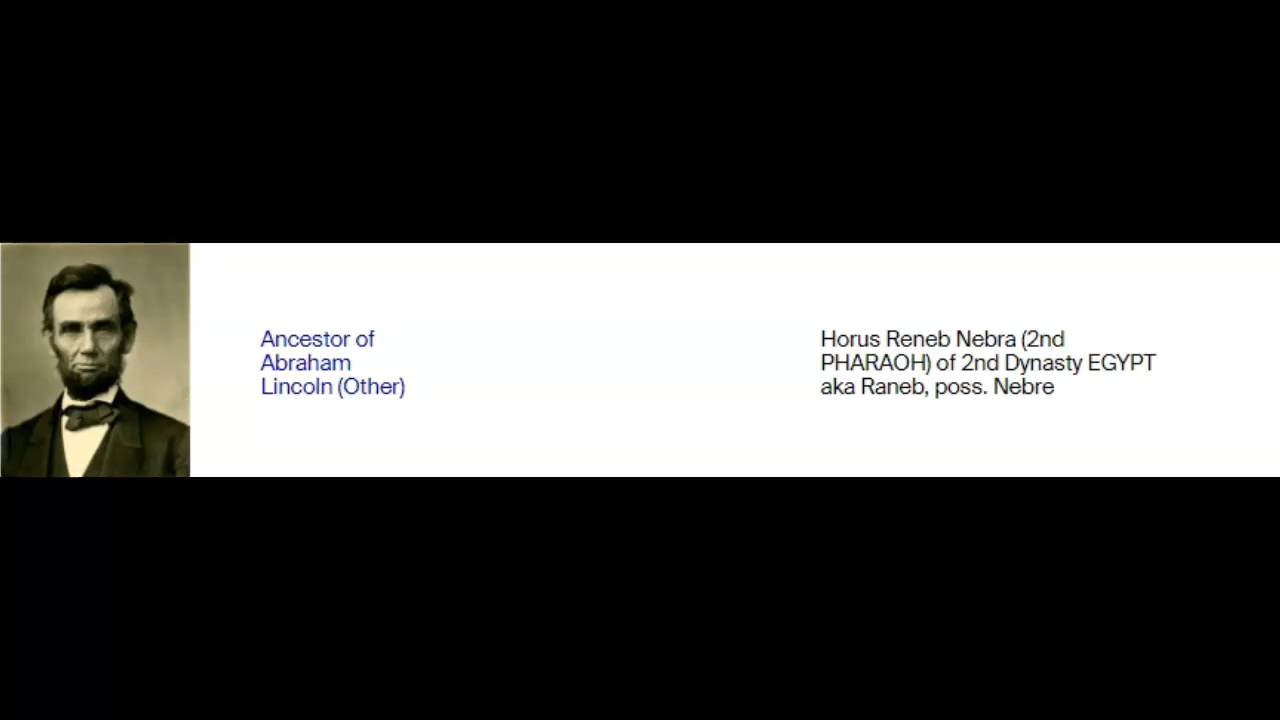 Ancestor of
Abraham
Lincoln (Other)
Horus Reneb Nebra (2nd
PHARAOH) of 2nd Dynasty EGYPT
aka Raneb, poss. Nebre